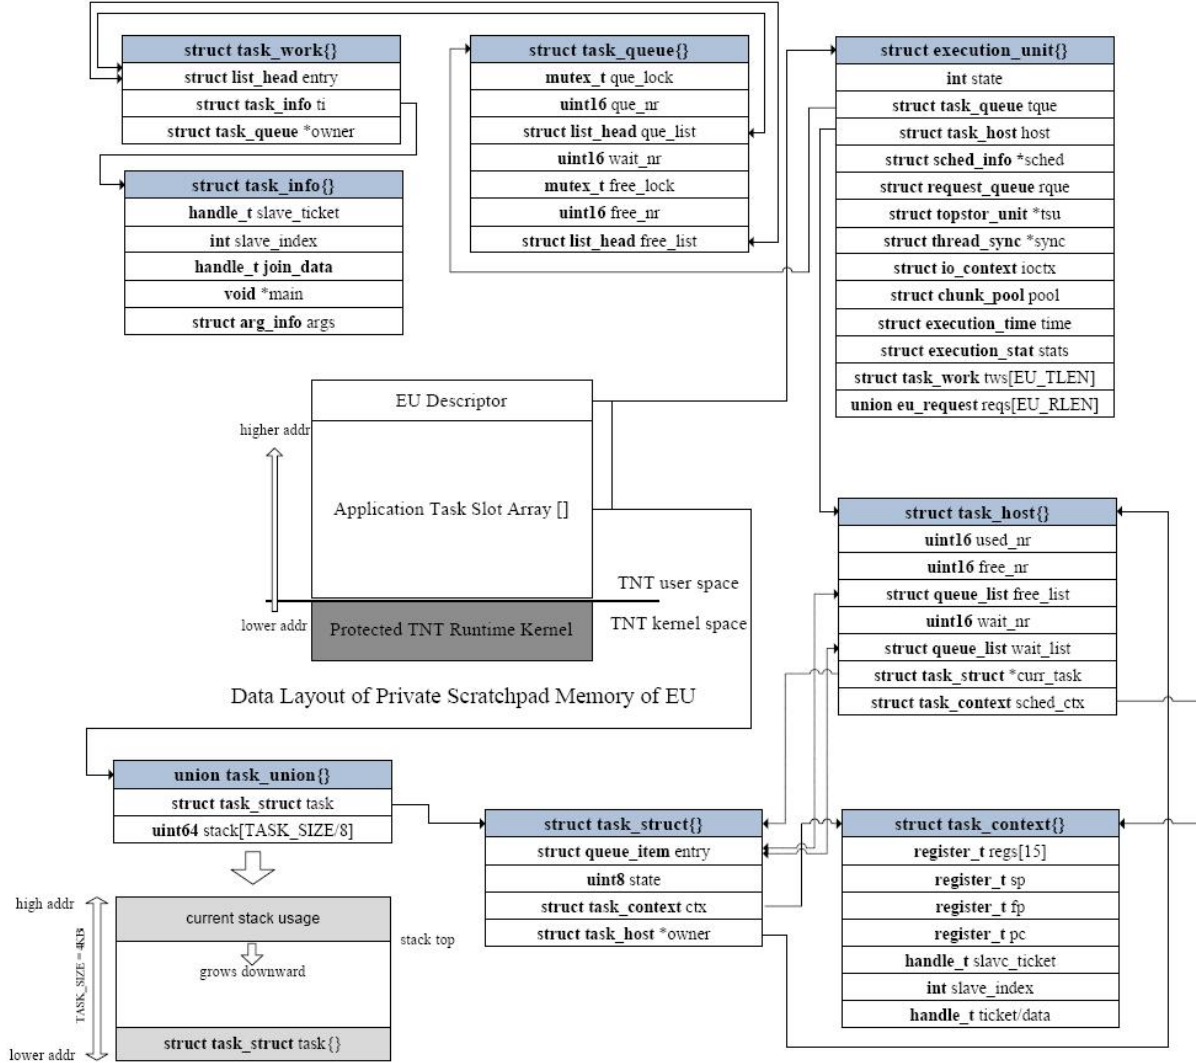 struct task_work{}
struct list_head entry
struct task_info ti
struct task_queue *owner
struct task_info{}
handle_t slave_ticket
int slave_index
handle_t join_data
void *main
struct arg_info args
struct task_queue{}
mutex_t que_lock
uint16 que_nr
struct list_head que_list
uint16 wait_nr
mutex_t free_lock
uint16 free_nr
struct list_head free_list
struct execution_unit{}
int state
struct task_queue tque
struct task_host host
struct sched_info *sched
struct request_queue rque
struct topstor_unit *tsu
struct thread_sync *sync
struct io_context ioctx
struct chunk_pool pool
struct execution_time time
struct execution_stat stats
struct task_work tws[EU_TLEN]
union eu_request reqs[EU_RLEN]
EU Descriptor
higher addr
Application Task Slot Array []
TNT user space
lower addr
Protected TNT Runtime Kernel
TNT kernel space
Data Layout of Private Scratchpad Memory of EU
struct task_host{}
uint16 used_nr
uint16 free_nr
struct queue_list free_list
uint16 wait_nr
struct queue_list wait_list
struct task_struct *curr_task
struct task_context sched_ctx
union task_union{}
struct task_struct task
uint64 stack[TASK_SIZE/8]
high addr
current stack usage
stack top
grows downward
TASK_SIZE = 4KB
struct task_struct task{}
lower addr
struct task_struct{}
struct queue_item entry
uint8 state
struct task_context ctx
struct task_host *owner
struct task_context{}
register_t regs[15]
register_t sp
register_t fp
register_t pc
handle_t slave_ticket
int slave_index
handle_t ticket/data